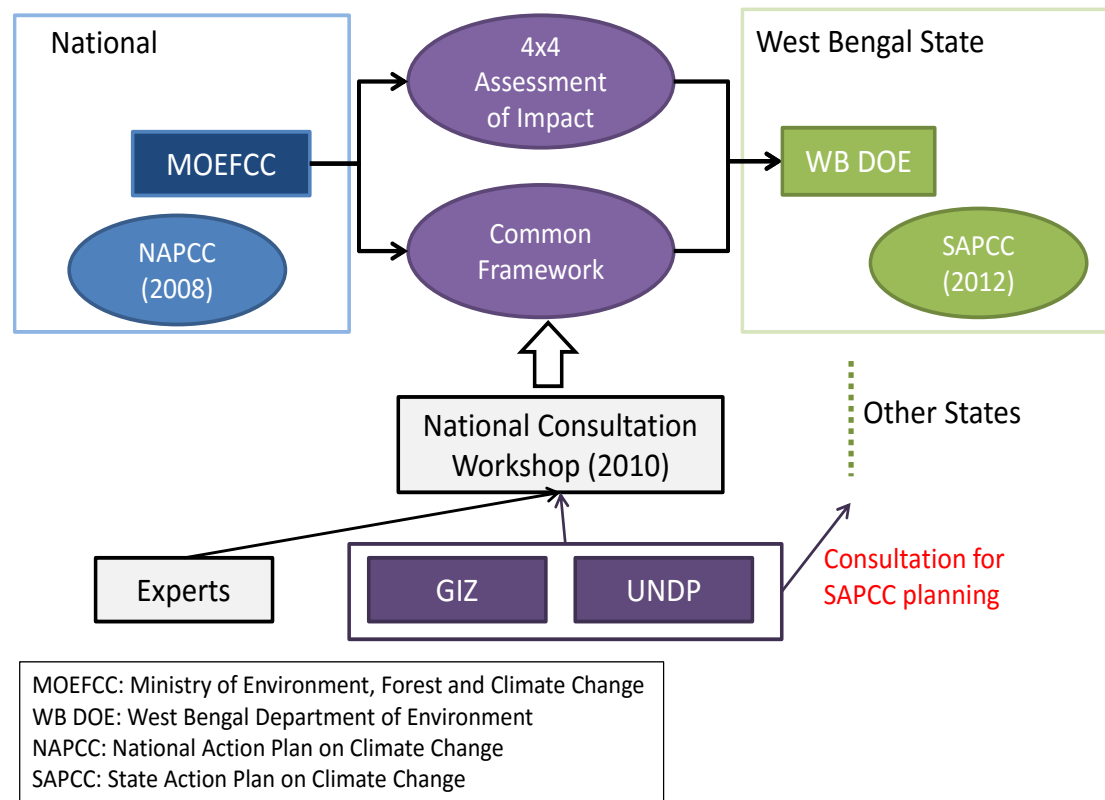 National
4x4
Assessment
of Impact
West Bengal State
MOEFCC
WB DOE
NAPCC
(2008)
Common
Framework
SAPCC
(2012)
National Consultation
Workshop (2010)
Other States
Experts
GIZ
UNDP
Consultation for
SAPCC planning
MOEFCC: Ministry of Environment, Forest and Climate Change
WB DOE: West Bengal Department of Environment
NAPCC: National Action Plan on Climate Change
SAPCC: State Action Plan on Climate Change